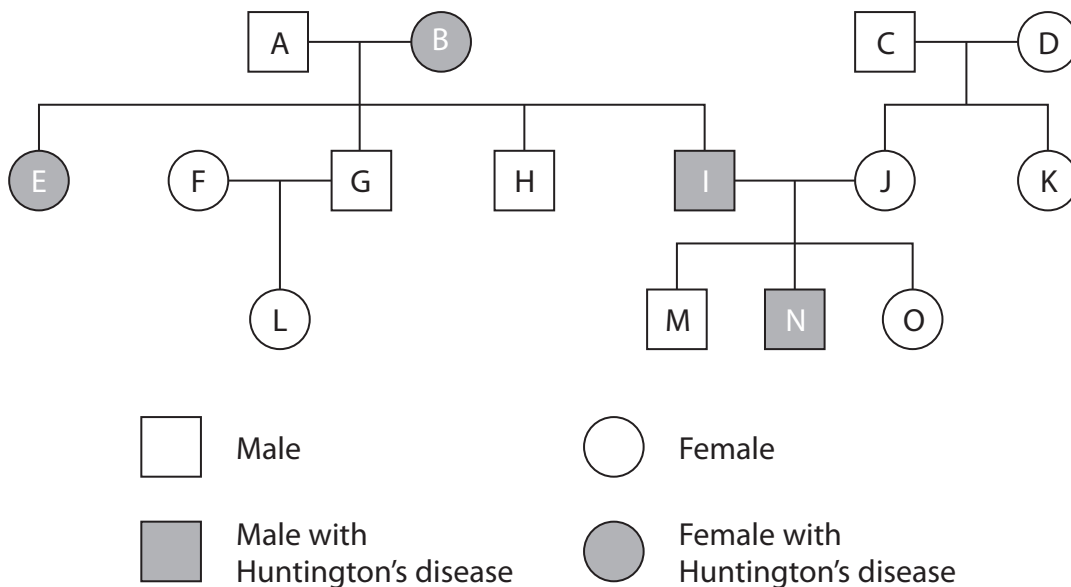 A
B
C
D
E
F
G
H
I
J
K
L
M
N
O
Male
Female
Male with
Huntington's disease
Female with
Huntington's disease